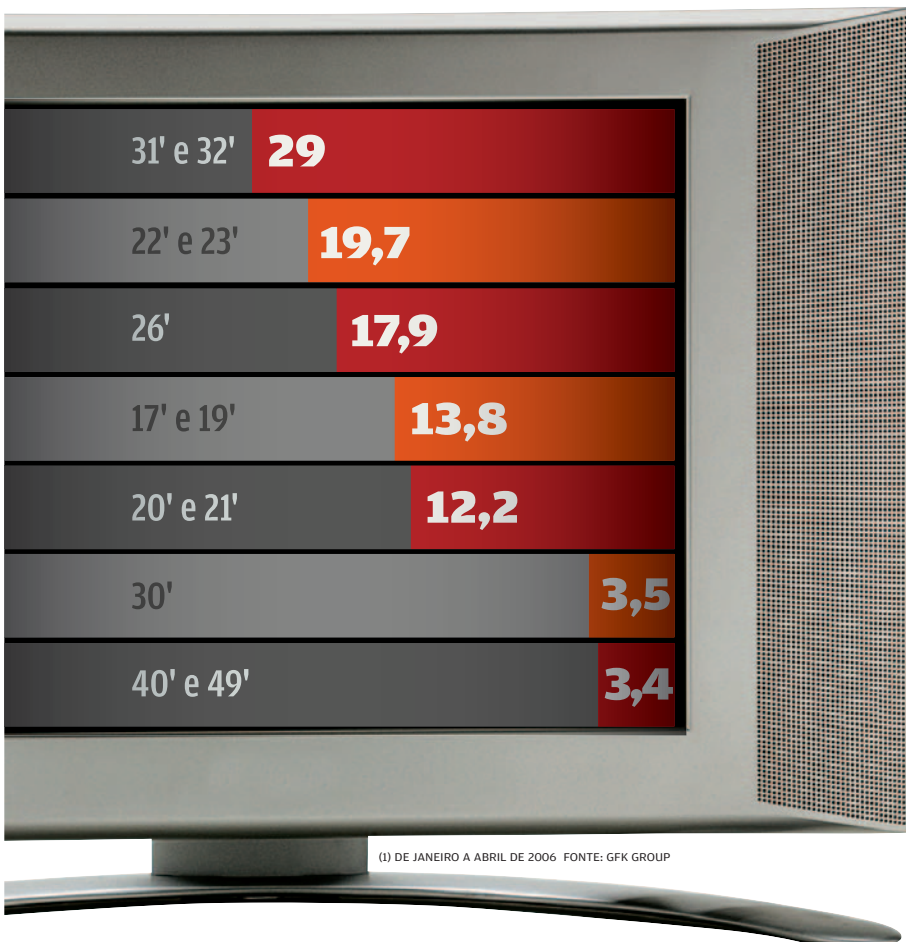 31' e 32' 29
22' e 23' 19,7
26' 17,9
17' e 19' 13,8
20' e 21' 12,2
30' 3,5
40' e 49' 3,4
(1) DE JANEIRO A ABRIL DE 2006 FONTE: GFK GROUP